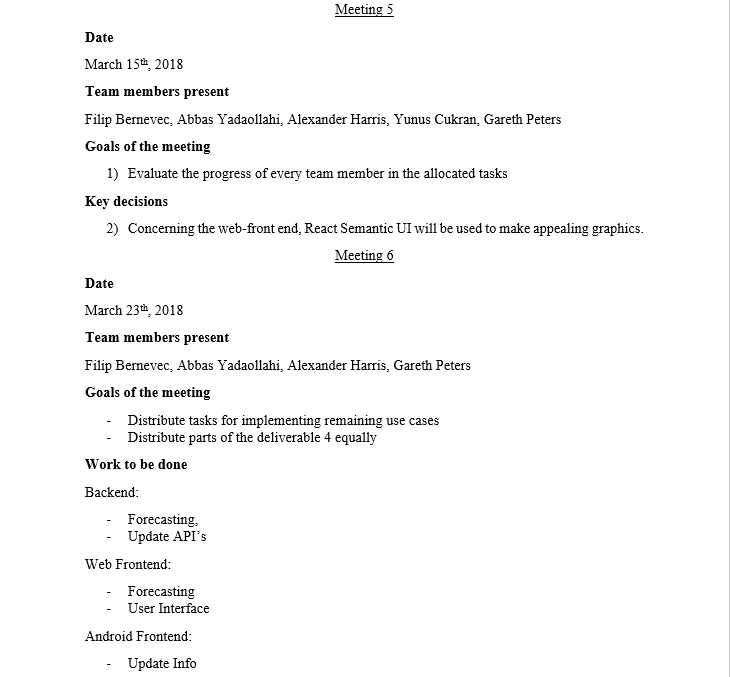 Meeting 5
Date
March 15th, 2018
Team members present
Filip Bernevec, Abbas Yadaollahi, Alexander Harris, Yunus Cukran, Gareth Peters
Goals of the meeting
1) Evaluate the progress of every team member in the allocated tasks
Key decisions
2) Concerning the web-front end, React Semantic UI will be used to make appealing graphics.
Meeting 6
Date
March 23th, 2018
Team members present
Filip Bernevec, Abbas Yadaollahi, Alexander Harris, Gareth Peters
Goals of the meeting
- Distribute tasks for implementing remaining use cases
- Distribute parts of the deliverable 4 equally
Work to be done
Backend:
- Forecasting,
- Update API’s
Web Frontend:
- Forecasting
- User Interface
Android Frontend:
- Update Info